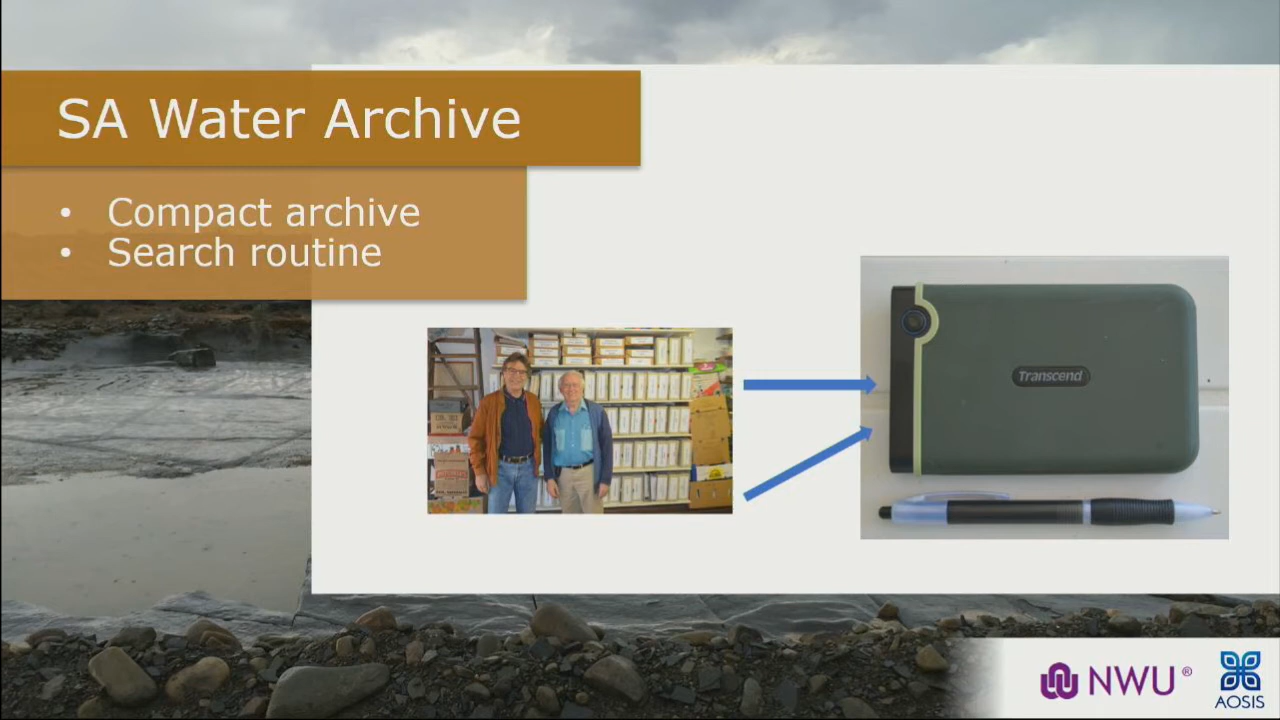 SA Water Archive
• Compact archive
• Search routine
Transcend
NWU®
AOSIS